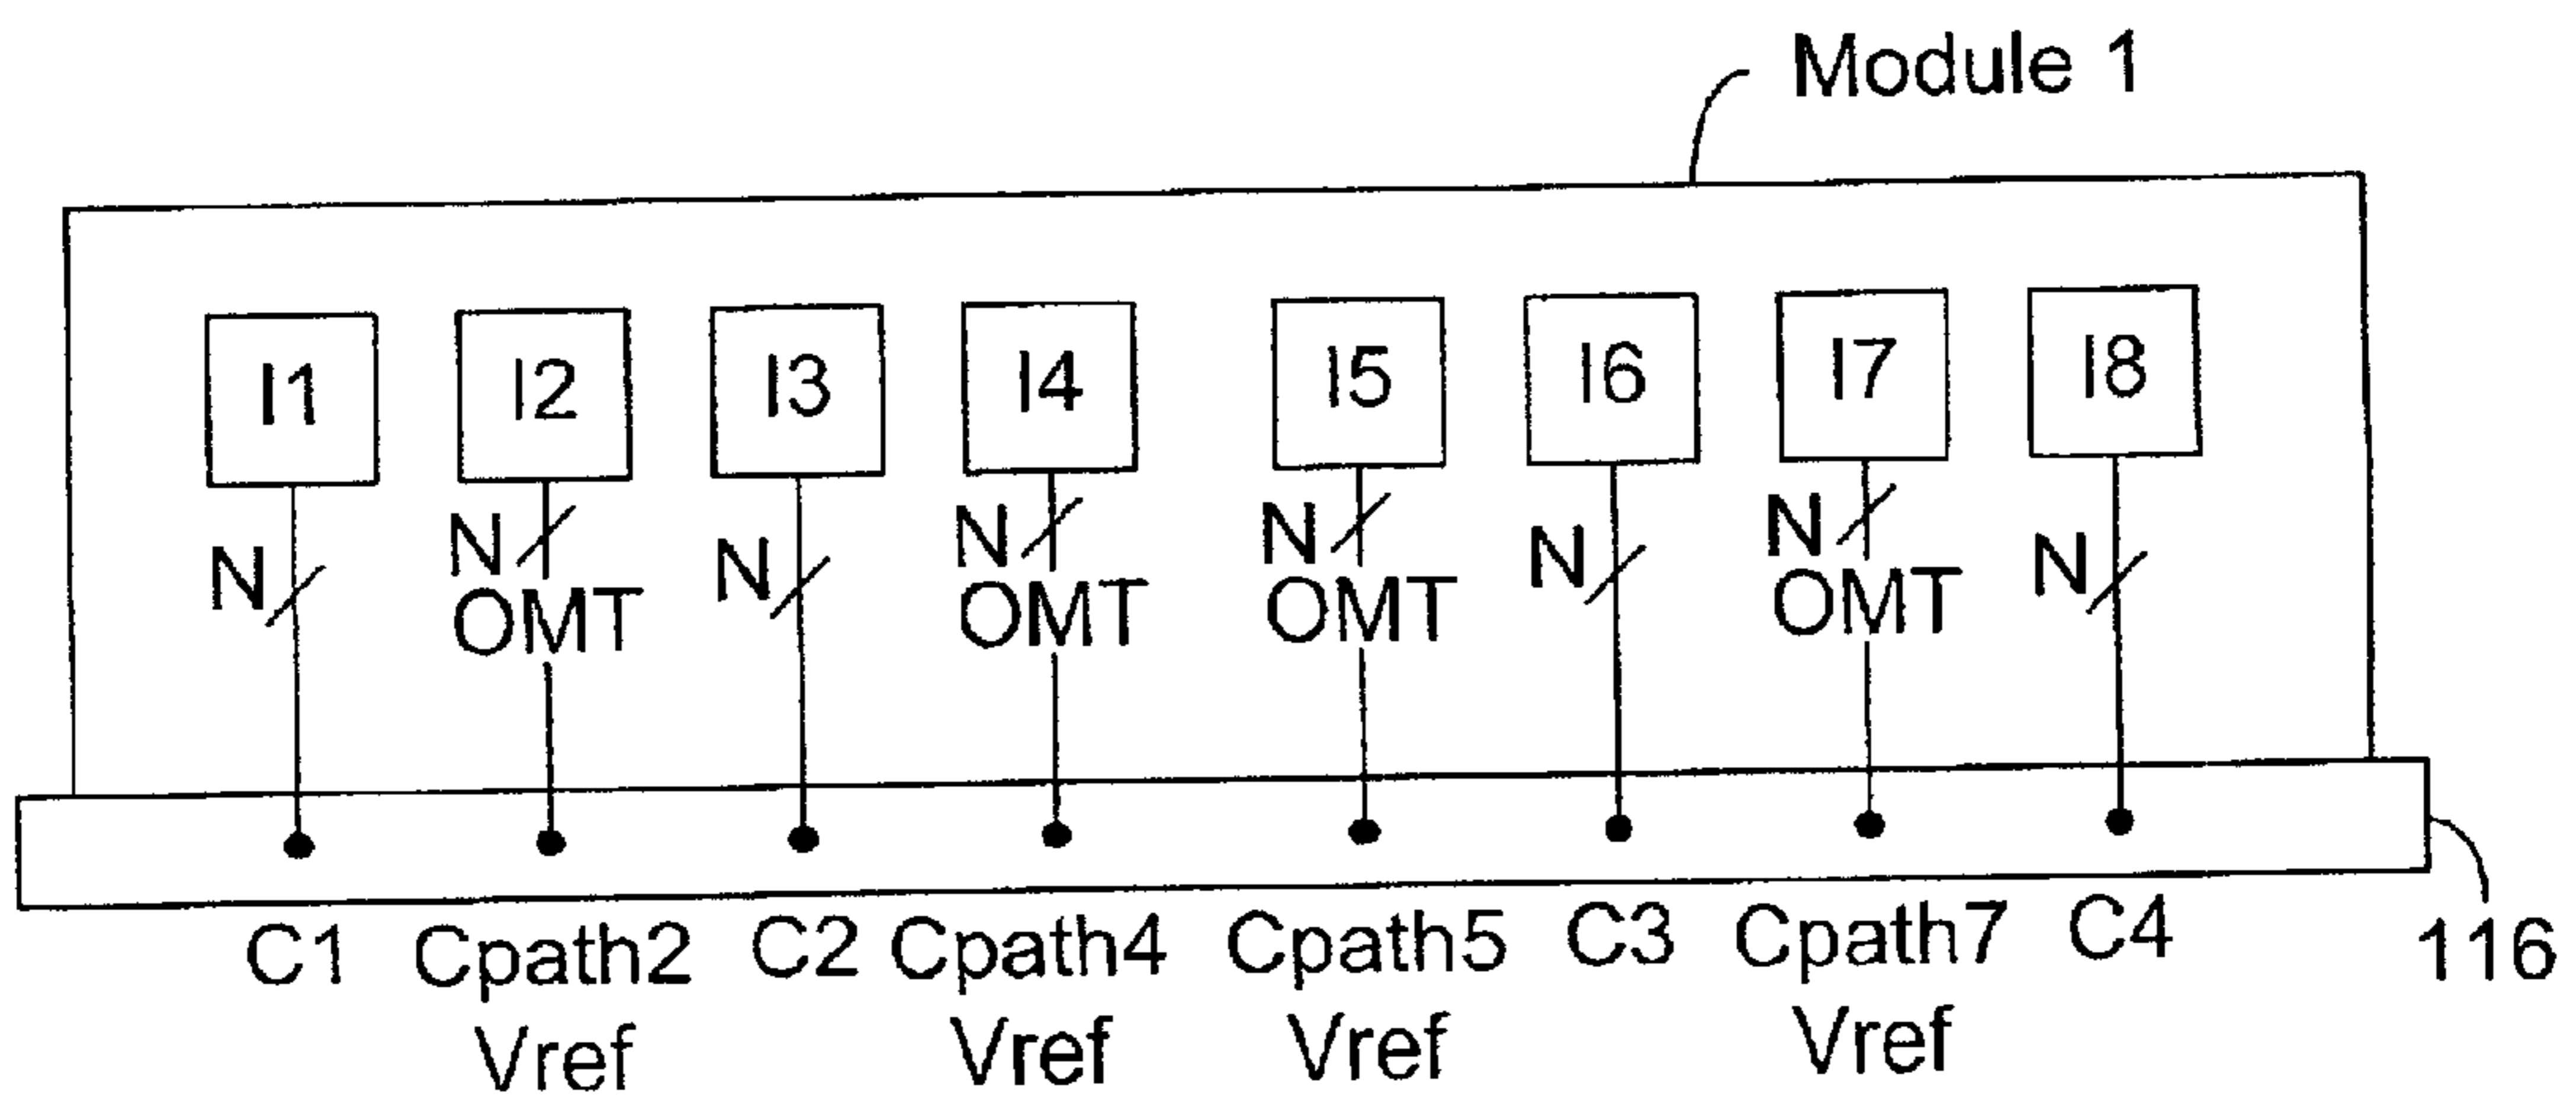 Module 1
I1 I2 I3 I4 I5 I6 I7 I8
N N N N N N N N
OMT OMT OMT OMT
C1 Cpath2 C2 Cpath4 Cpath5 C3 Cpath7 C4 116
Vref Vref Vref Vref